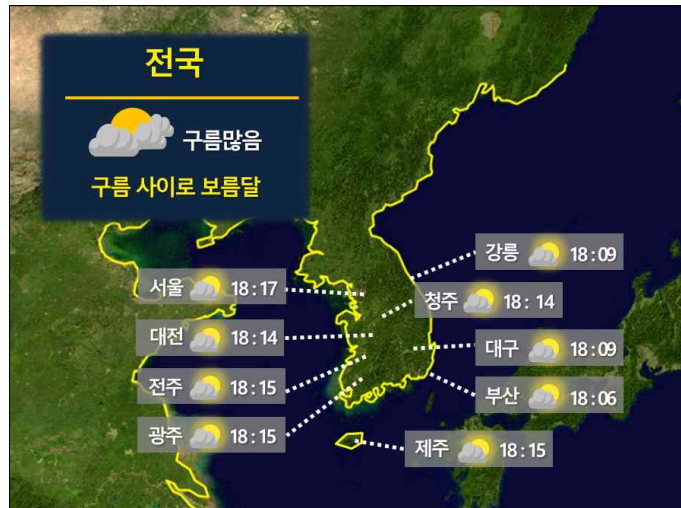 전국
구름많음
구름 사이로 보름달
강릉 18:09
서울 18:17
청주 18:14
대전 18:14
대구 18:09
전주 18:15
부산 18:06
광주 18:15
제주 18:15